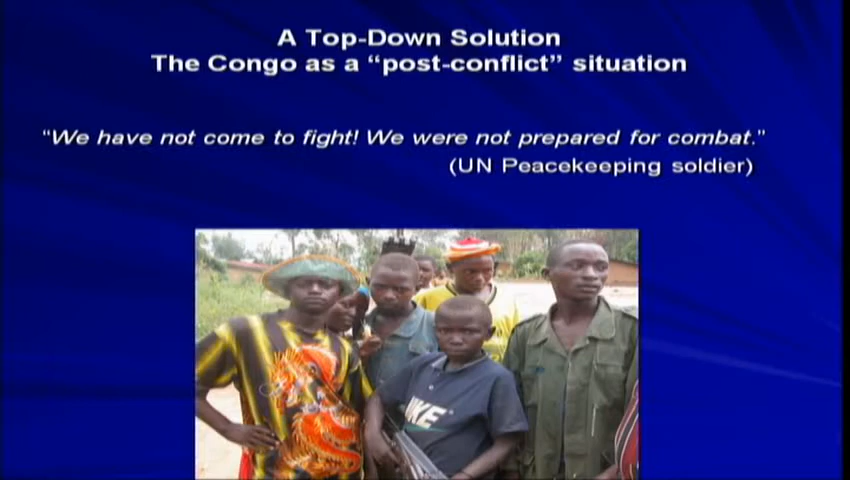 A Top-Down Solution
The Congo as a “post-conflict” situation
“We have not come to fight! We were not prepared for combat.”
(UN Peacekeeping soldier)
NIKE